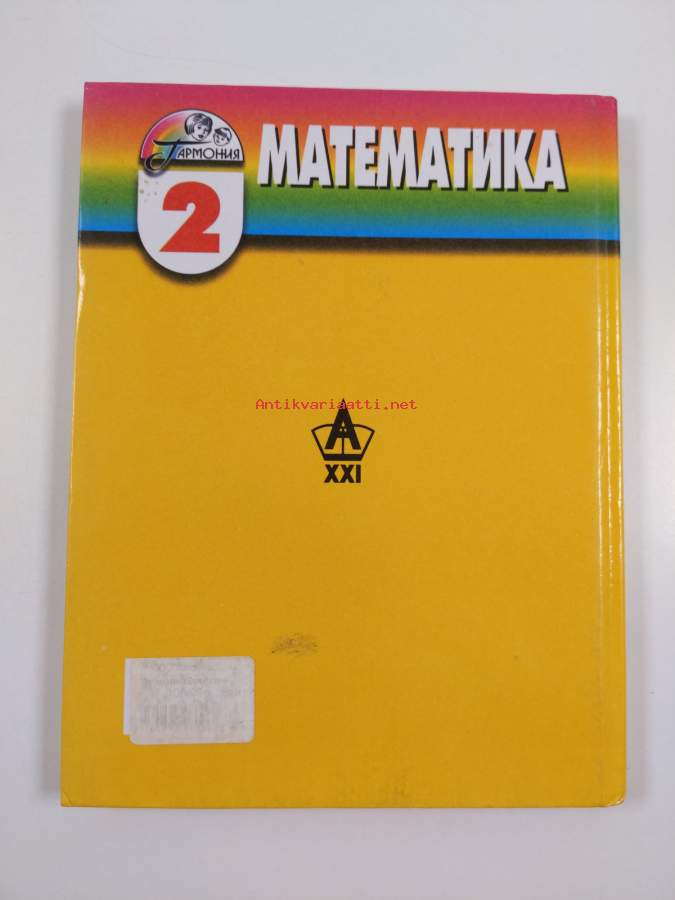 ГАРМОНИЯ
МАТЕМАТИКА
2
Antikvariaatti.net
А
XXI